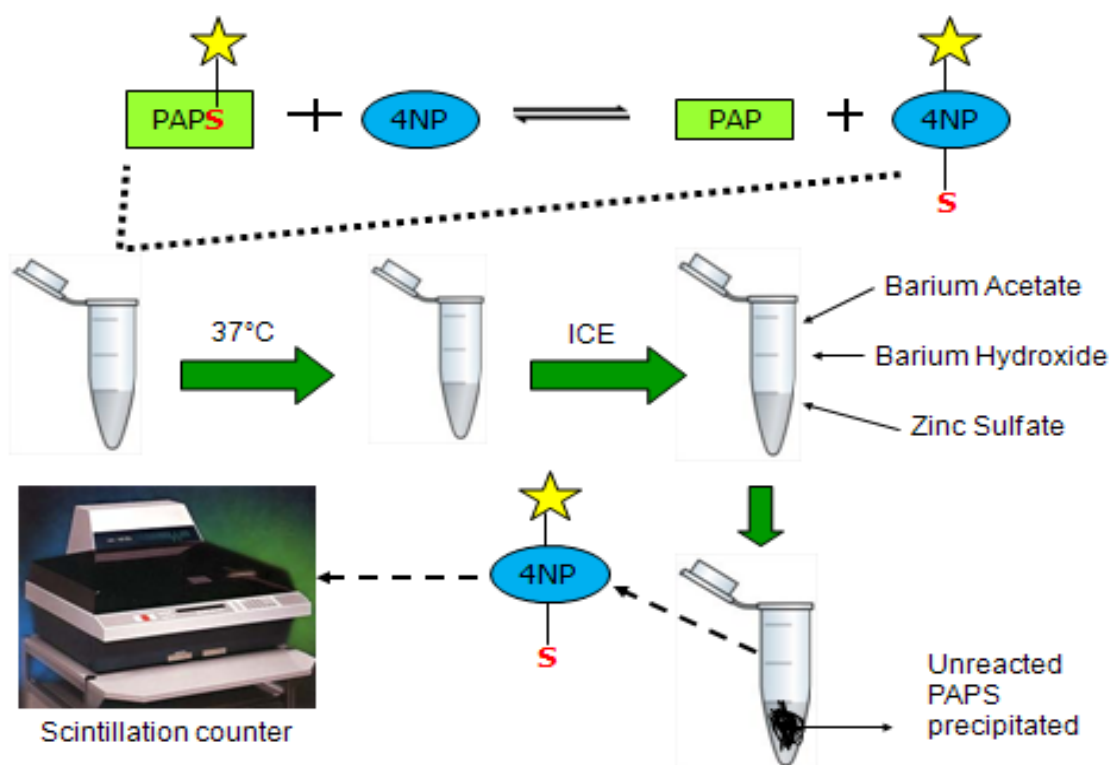 PAPS + 4NP PAP + 4NP
S
37°C
ICE
Barium Acetate
Barium Hydroxide
Zinc Sulfate
4NP
S
Scintillation counter
Unreacted
PAPS
precipitated